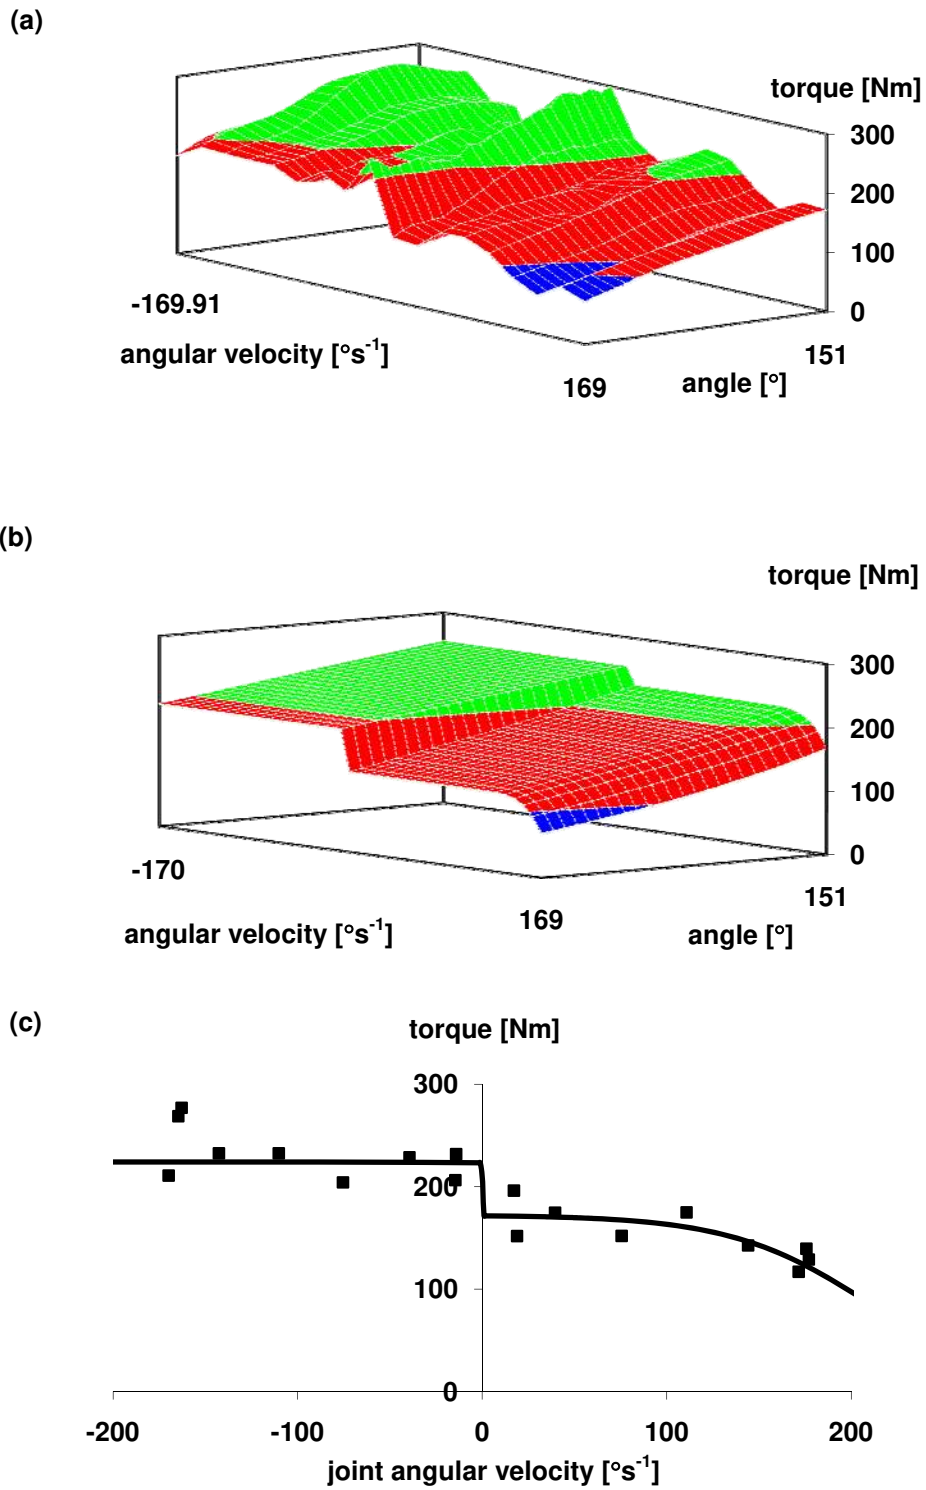 (a)
torque [Nm]
300
200
100
0
-169.91
angular velocity [°s-1]
151
169
angle [°]
(b)
torque [Nm]
300
200
100
0
-170
151
169
angular velocity [°s-1]
angle [°]
(c)
torque [Nm]
300
200
100
0
-200 -100 0 100 200
joint angular velocity [°s-1]